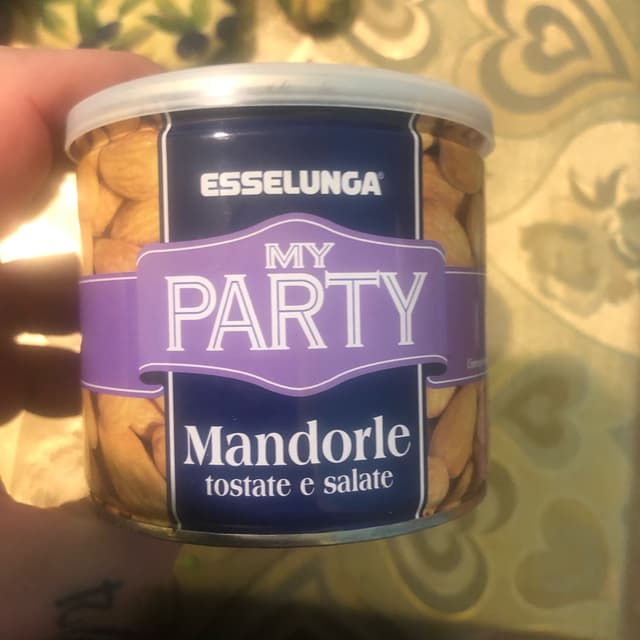 ESSELUNGA®
MY
PARTY
Mandorle
tostate e salate